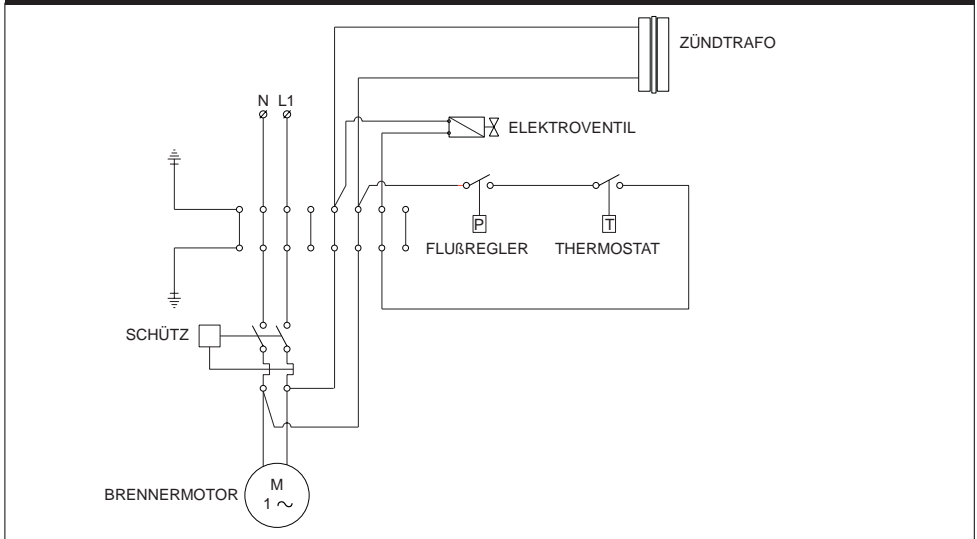 ZÜNDTRAFO
N L1
ELEKTROVENTIL
P T
FLUßREGLER THERMOSTAT
SCHÜTZ
BRENNERMOTOR
M
1 ~